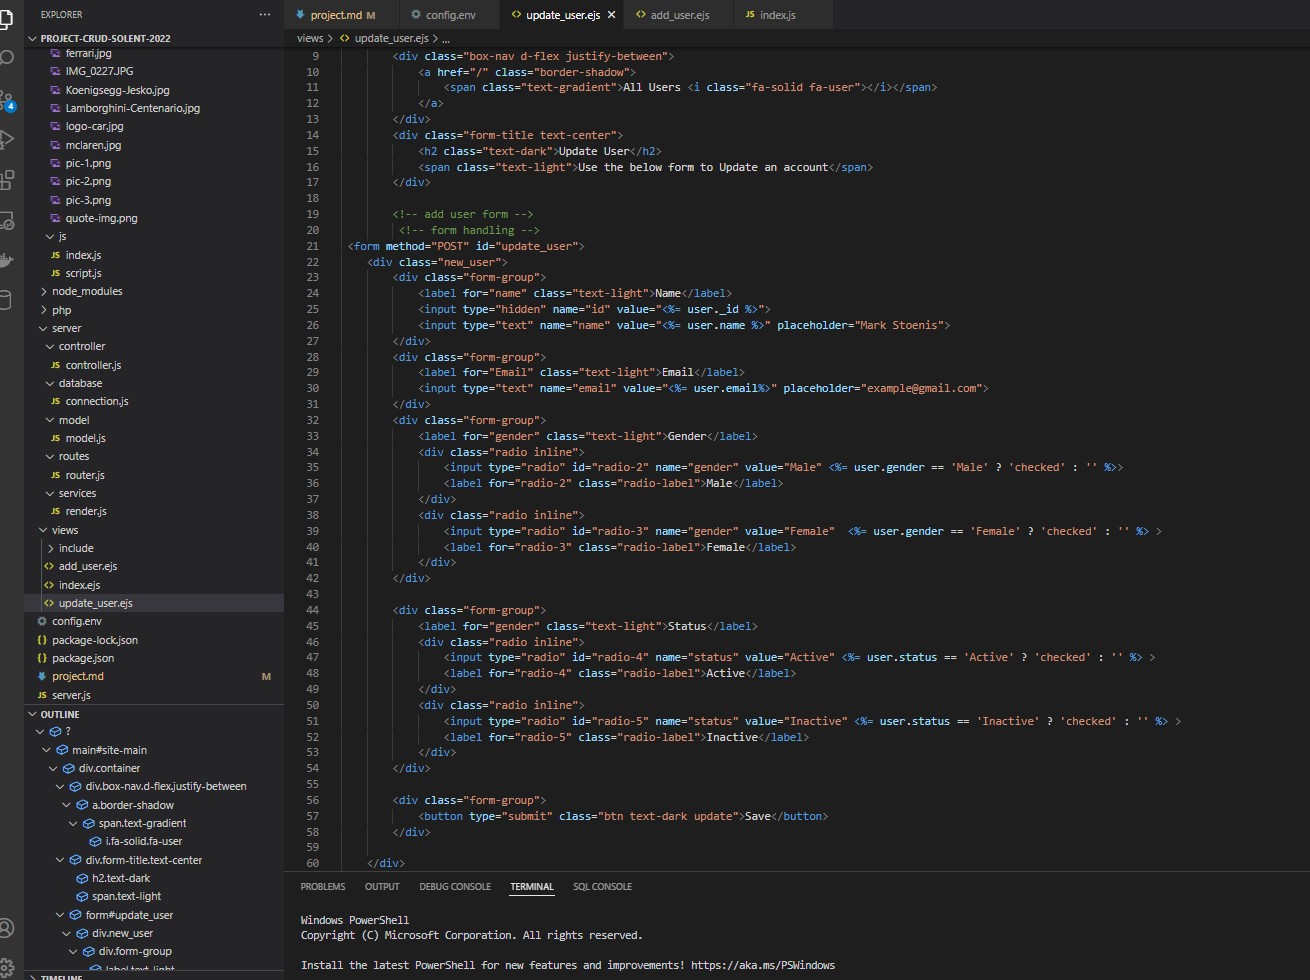 EXPLORER
PROJECT-CRUD-SOLENT-2022
ferrari.jpg
IMG_0227.JPG
Koenigsegg-Jesko.jpg
Lamborghini-Centenario.jpg
logo-car.jpg
mclaren.jpg
pic-1.png
pic-2.png
pic-3.png
quote-img.png
js
JS index.js
JS script.js
node_modules
php
server
controller
JS controller.js
database
JS connection.js
model
JS model.js
routes
JS router.js
services
JS render.js
views
include
add_user.ejs
index.ejs
update_user.ejs
config.env
package-lock.json
package.json
project.md M
JS server.js
4
OUTLINE
?
main#site-main
div.container
div.box-nav.d-flex.justify-between
a.border-shadow
span.text-gradient
i.fa-solid.fa-user
div.form-title.text-center
h2.text-dark
span.text-light
form#update_user
div.new_user
div.form-group
label.text-light
TIMELINE
project.md M config.env update_user.ejs add_user.ejs JS index.js
views > update_user.ejs > ...
9 <div class="box-nav d-flex justify-between">
10 <a href="/" class="border-shadow">
11 <span class="text-gradient">All Users <i class="fa-solid fa-user"></i></span>
12 </a>
13 </div>
14 <div class="form-title text-center">
15 <h2 class="text-dark">Update User</h2>
16 <span class="text-light">Use the below form to Update an account</span>
17 </div>
18
19 <!-- add user form -->
20 <!-- form handling -->
21 <form method="POST" id="update_user">
22 <div class="new_user">
23 <div class="form-group">
24 <label for="name" class="text-light">Name</label>
25 <input type="hidden" name="id" value="<%= user._id %>">
26 <input type="text" name="name" value="<%= user.name %>" placeholder="Mark Stoenis">
27 </div>
28 <div class="form-group">
29 <label for="Email" class="text-light">Email</label>
30 <input type="text" name="email" value="<%= user.email%>" placeholder="example@gmail.com">
31 </div>
32 <div class="form-group">
33 <label for="gender" class="text-light">Gender</label>
34 <div class="radio inline">
35 <input type="radio" id="radio-2" name="gender" value="Male" <%= user.gender == 'Male' ? 'checked' : '' %>>
36 <label for="radio-2" class="radio-label">Male</label>
37 </div>
38 <div class="radio inline">
39 <input type="radio" id="radio-3" name="gender" value="Female"  <%= user.gender == 'Female' ? 'checked' : '' %> >
40 <label for="radio-3" class="radio-label">Female</label>
41 </div>
42 </div>
43
44 <div class="form-group">
45 <label for="gender" class="text-light">Status</label>
46 <div class="radio inline">
47 <input type="radio" id="radio-4" name="status" value="Active" <%= user.status == 'Active' ? 'checked' : '' %> >
48 <label for="radio-4" class="radio-label">Active</label>
49 </div>
50 <div class="radio inline">
51 <input type="radio" id="radio-5" name="status" value="Inactive" <%= user.status == 'Inactive' ? 'checked' : '' %> >
52 <label for="radio-5" class="radio-label">Inactive</label>
53 </div>
54 </div>
55
56 <div class="form-group">
57 <button type="submit" class="btn text-dark update">Save</button>
58 </div>
59
60 </div>
PROBLEMS OUTPUT DEBUG CONSOLE TERMINAL SQL CONSOLE
Windows PowerShell
Copyright (C) Microsoft Corporation. All rights reserved.
Install the latest PowerShell for new features and improvements! https://aka.ms/PSWindows